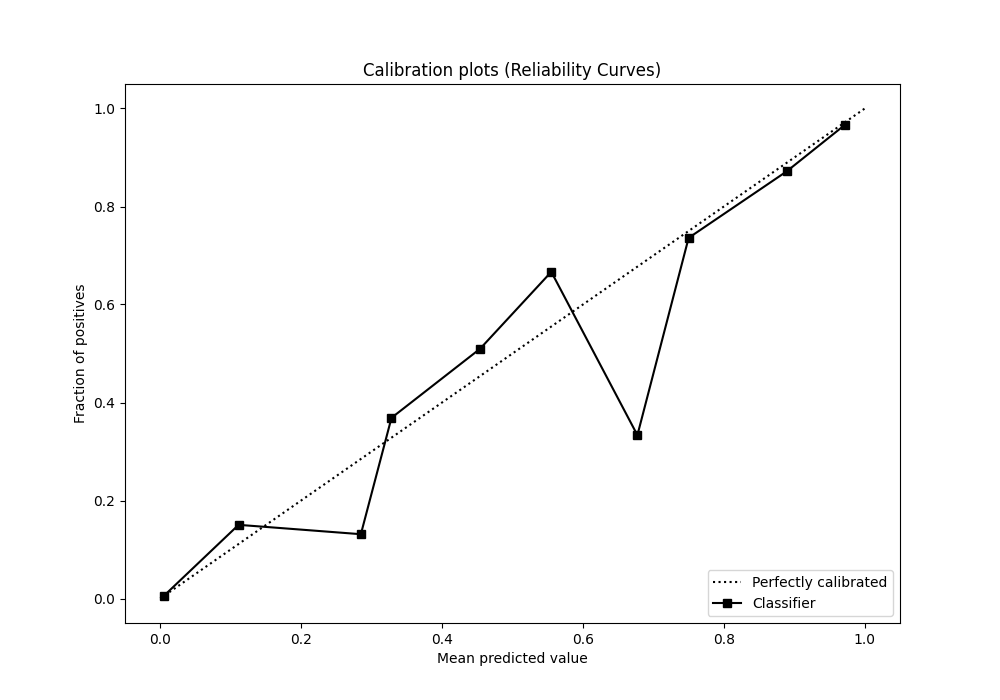 Calibration plots (Reliability Curves)
1.0
0.8
0.6
0.4
0.2
0.0
Fraction of positives
0.0 0.2 0.4 0.6 0.8 1.0
Mean predicted value
Perfectly calibrated
Classifier